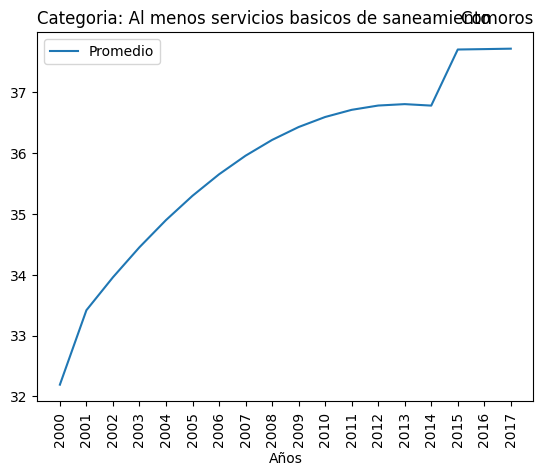 Categoria: Al menos servicios basicos de saneamiento
Comoros
Promedio
37
36
35
34
33
32
2000 2001 2002 2003 2004 2005 2006 2007 2008 2009 2010 2011 2012 2013 2014 2015 2016 2017
Años